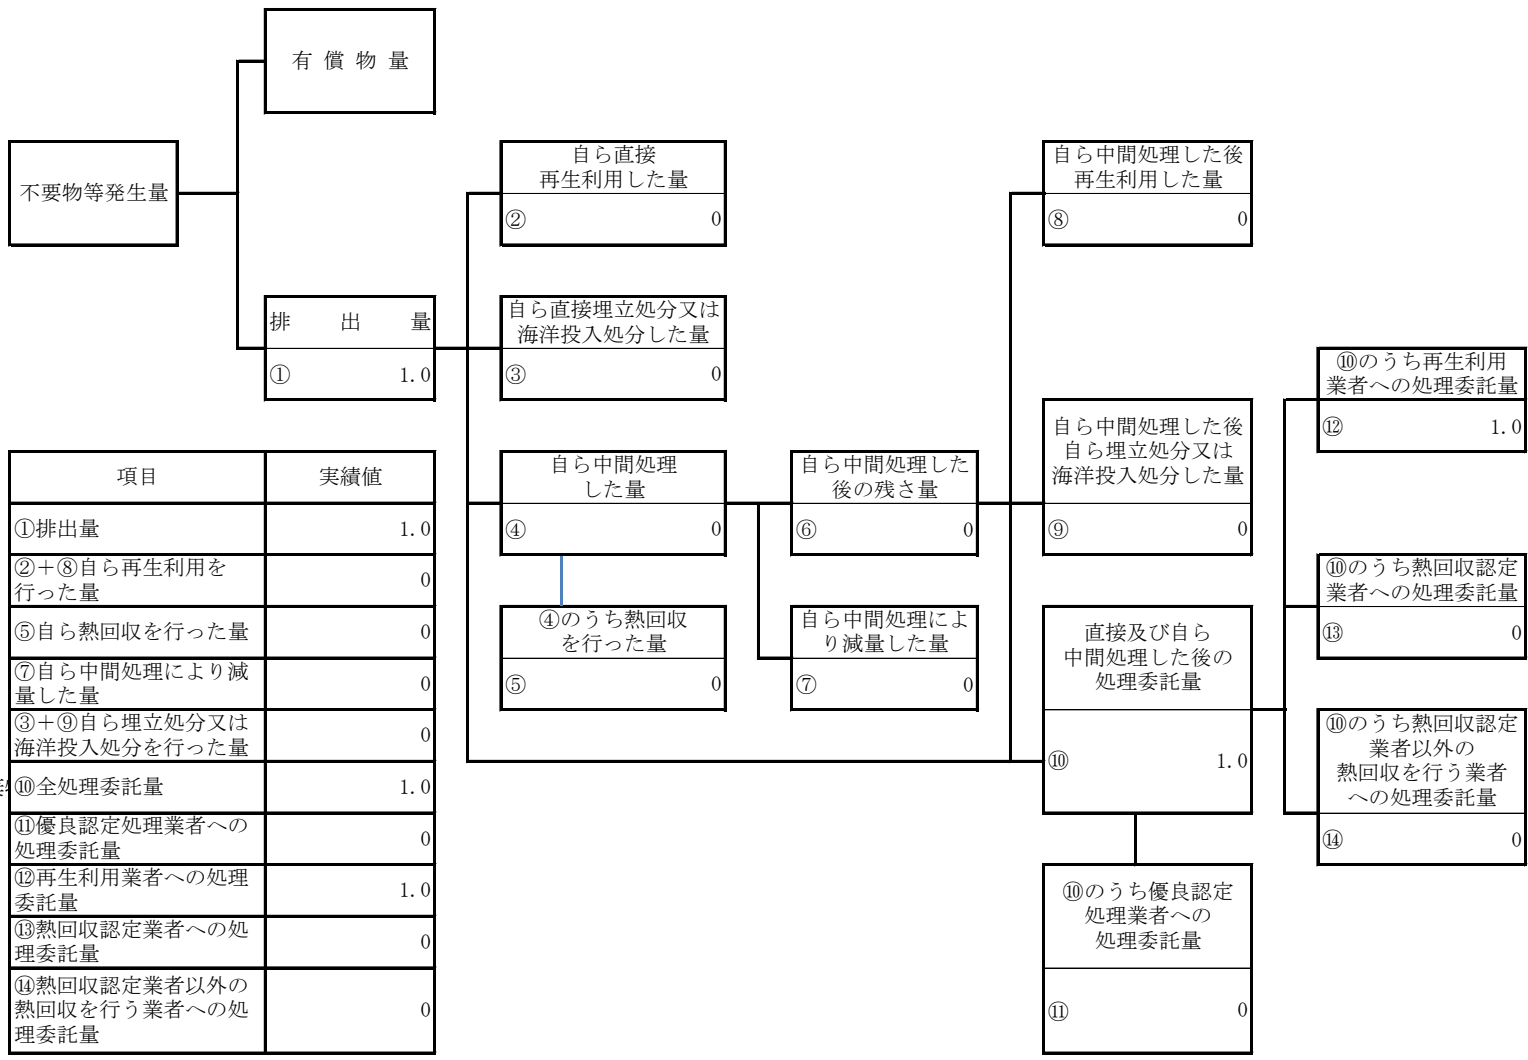 有 償 物 量
不要物等発生量
排 出 量
① 1.0
自ら直接
再生利用した量
② 0
自ら直接埋立処分又は
海洋投入処分した量
③ 0
自ら中間処理
した量
④ 0
④のうち熱回収
を行った量
⑤ 0
自ら中間処理した
後の残さ量
⑥ 0
自ら中間処理によ
り減量した量
⑦ 0
自ら中間処理した後
再生利用した量
⑧ 0
自ら中間処理した後
自ら埋立処分又は
海洋投入処分した量
⑨ 0
直接及び自ら
中間処理した後の
処理委託量
⑩ 1.0
⑩のうち優良認定
処理業者への
処理委託量
⑪ 0
⑩のうち再生利用
業者への処理委託量
⑫ 1.0
⑩のうち熱回収認定
業者への処理委託量
⑬ 0
⑩のうち熱回収認定
業者以外の
熱回収を行う業者
への処理委託量
⑭ 0
項目 実績値
①排出量 1.0
②＋⑧自ら再生利用を
行った量 0
⑤自ら熱回収を行った量 0
⑦自ら中間処理により減
量した量 0
③＋⑨自ら埋立処分又は
海洋投入処分を行った量 0
⑩全処理委託量 1.0
⑪優良認定処理業者への
処理委託量 0
⑫再生利用業者への処理
委託量 1.0
⑬熱回収認定業者への処
理委託量 0
⑭熱回収認定業者以外の
熱回収を行う業者への処
理委託量 0